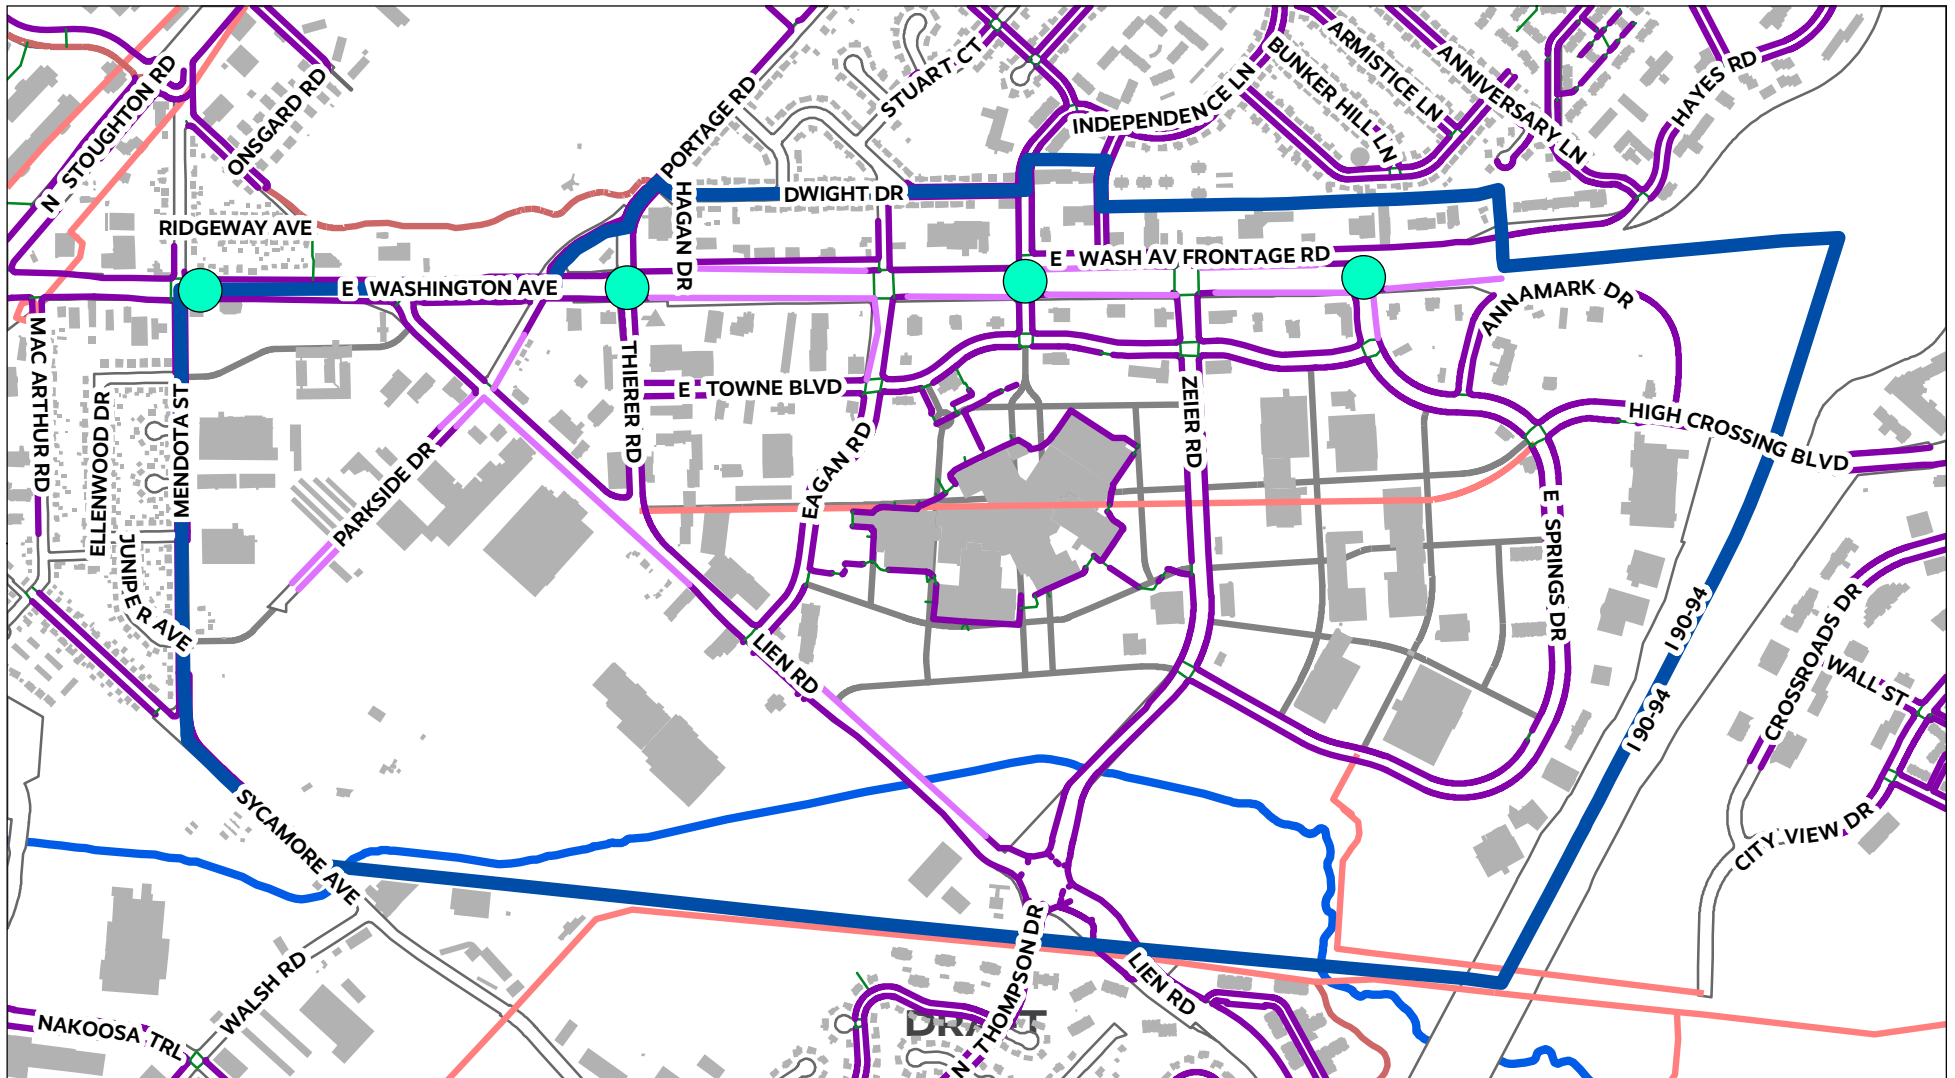 N STOUGHTON RD
ONSGARD RD
PORTAGE RD
STUART CT
INDEPENDENCE LN
BUNKER HILL LN
ARMISTICE LN
ANNIVERSARY LN
HAYES RD
RIDGEWAY AVE
HAGAN DR
DWIGHT DR
E WASH AV FRONTAGE RD
E WASHINGTON AVE
ANNAMARK DR
MAC ARTHUR RD
ELLENWOOD DR
MENDOTA ST
JUNIPER AVE
PARKSIDE DR
THIERER RD
E TOWNE BLVD
EAGAN RD
ZEIER RD
HIGH CROSSING BLVD
E SPRINGS DR
I 90-94
I 90-94
CROSSROADS DR
WALL ST
CITY VIEW DR
LIEN RD
SYCAMORE AVE
WALSH RD
NAKOOSA TRL
N THOMPSON DR
LIEN RD
DRAFT